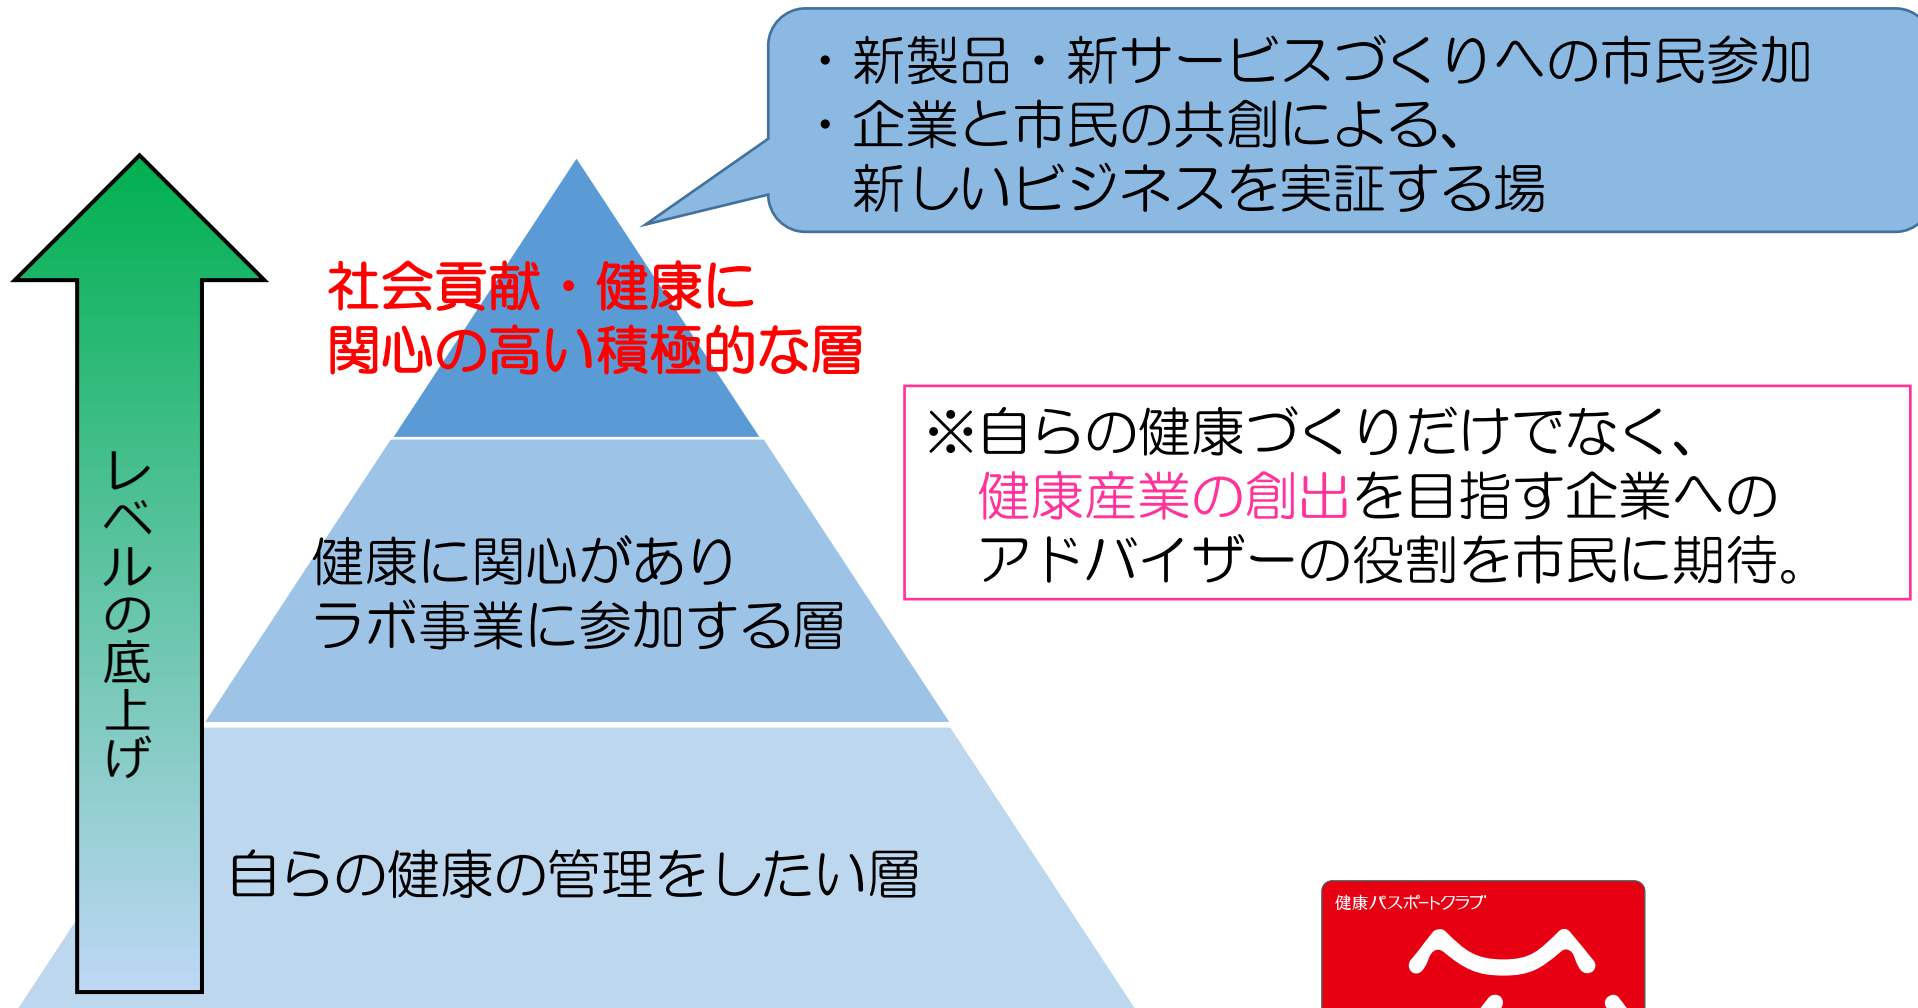 ・新製品・新サービスづくりへの市民参加
・企業と市民の共創による、
新しいビジネスを実証する場
社会貢献・健康に
関心の高い積極的な層
※自らの健康づくりだけでなく、
健康産業の創出を目指す企業への
アドバイザーの役割を市民に期待。
レベルの底上げ
健康に関心があり
ラボ事業に参加する層
自らの健康の管理をしたい層
健康パスポートクラブ